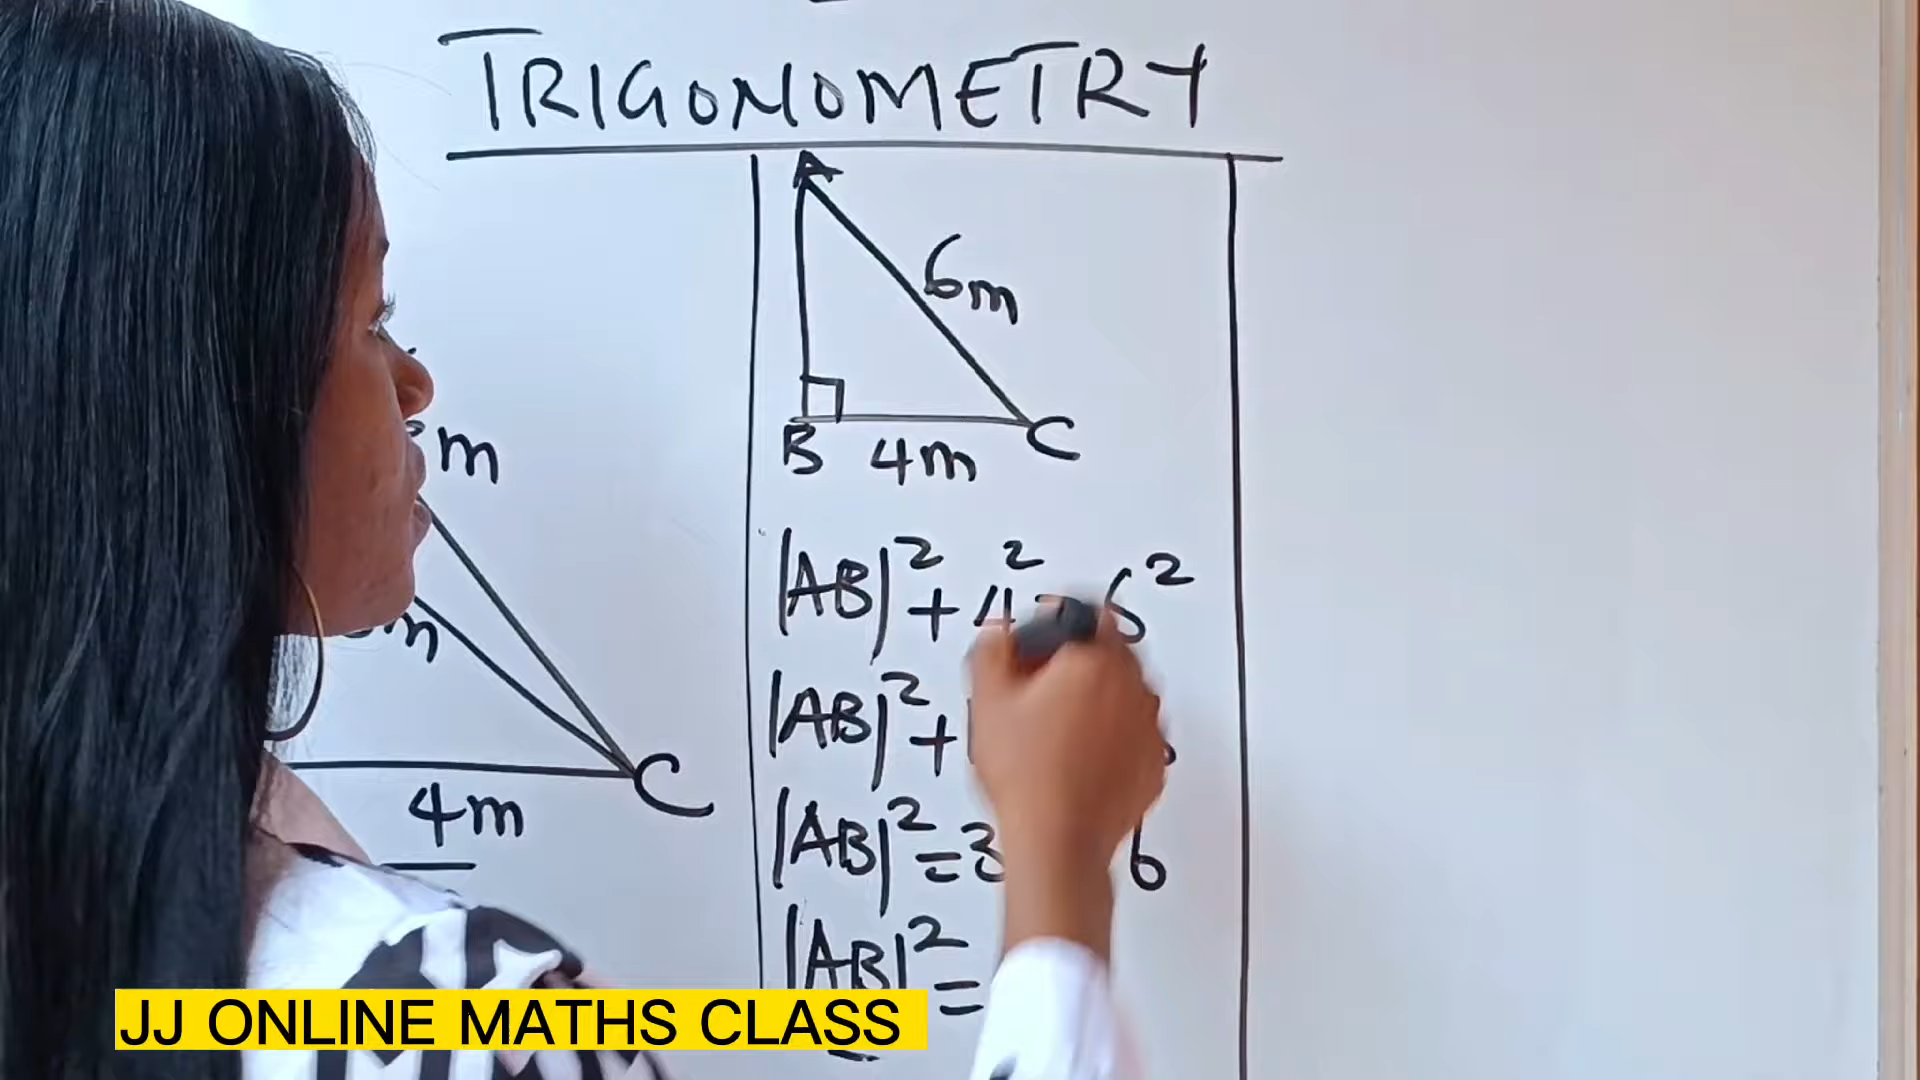 TRIGONOMETRY
A
6m
B 4m C
|AB|² + 4² = 6²
|AB|² +
|AB|² = 3 6
|AB|² =
m
m
C
4m
JJ ONLINE MATHS CLASS